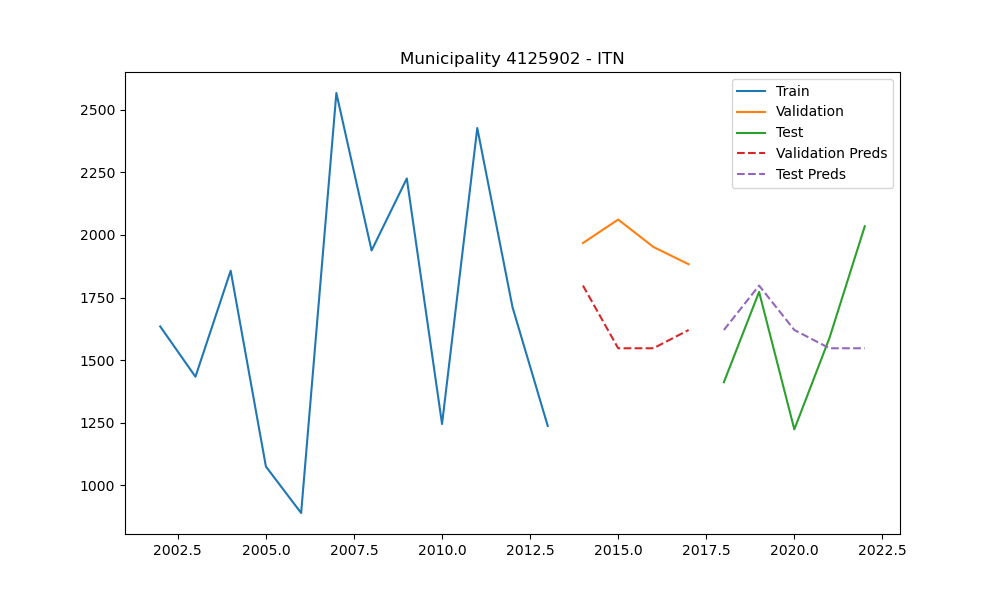 Municipality 4125902 - ITN
Train
Validation
Test
Validation Preds
Test Preds
2500
2250
2000
1750
1500
1250
1000
2002.5 2005.0 2007.5 2010.0 2012.5 2015.0 2017.5 2020.0 2022.5